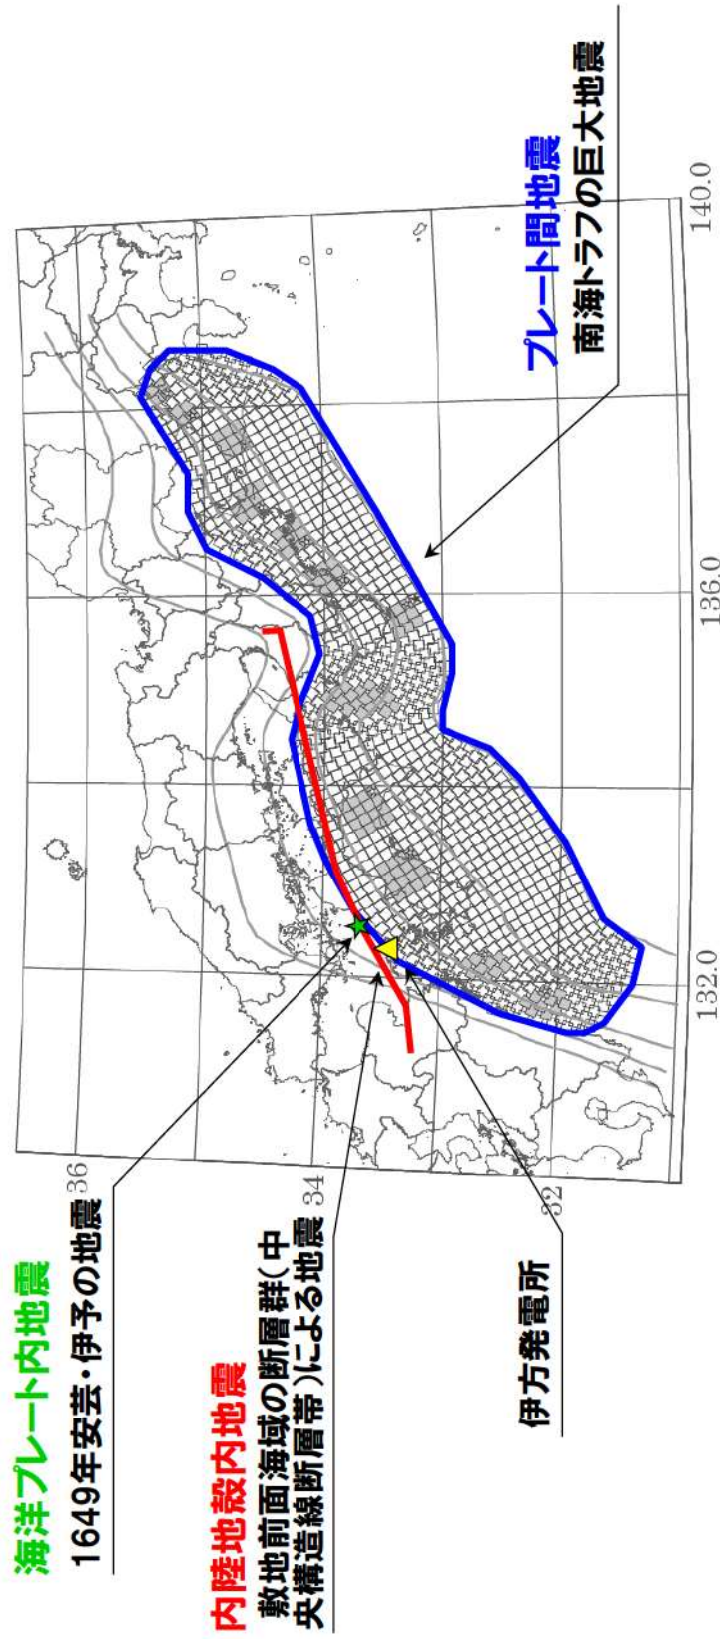 海洋プレート内地震
1649年安芸・伊予の地震
内陸地殻内地震
敷地前面海域の断層群(中
央構造線断層帯)による地震
伊方発電所
プレート間地震
南海トラフの巨大地震
36
34
32
132.0
136.0
140.0